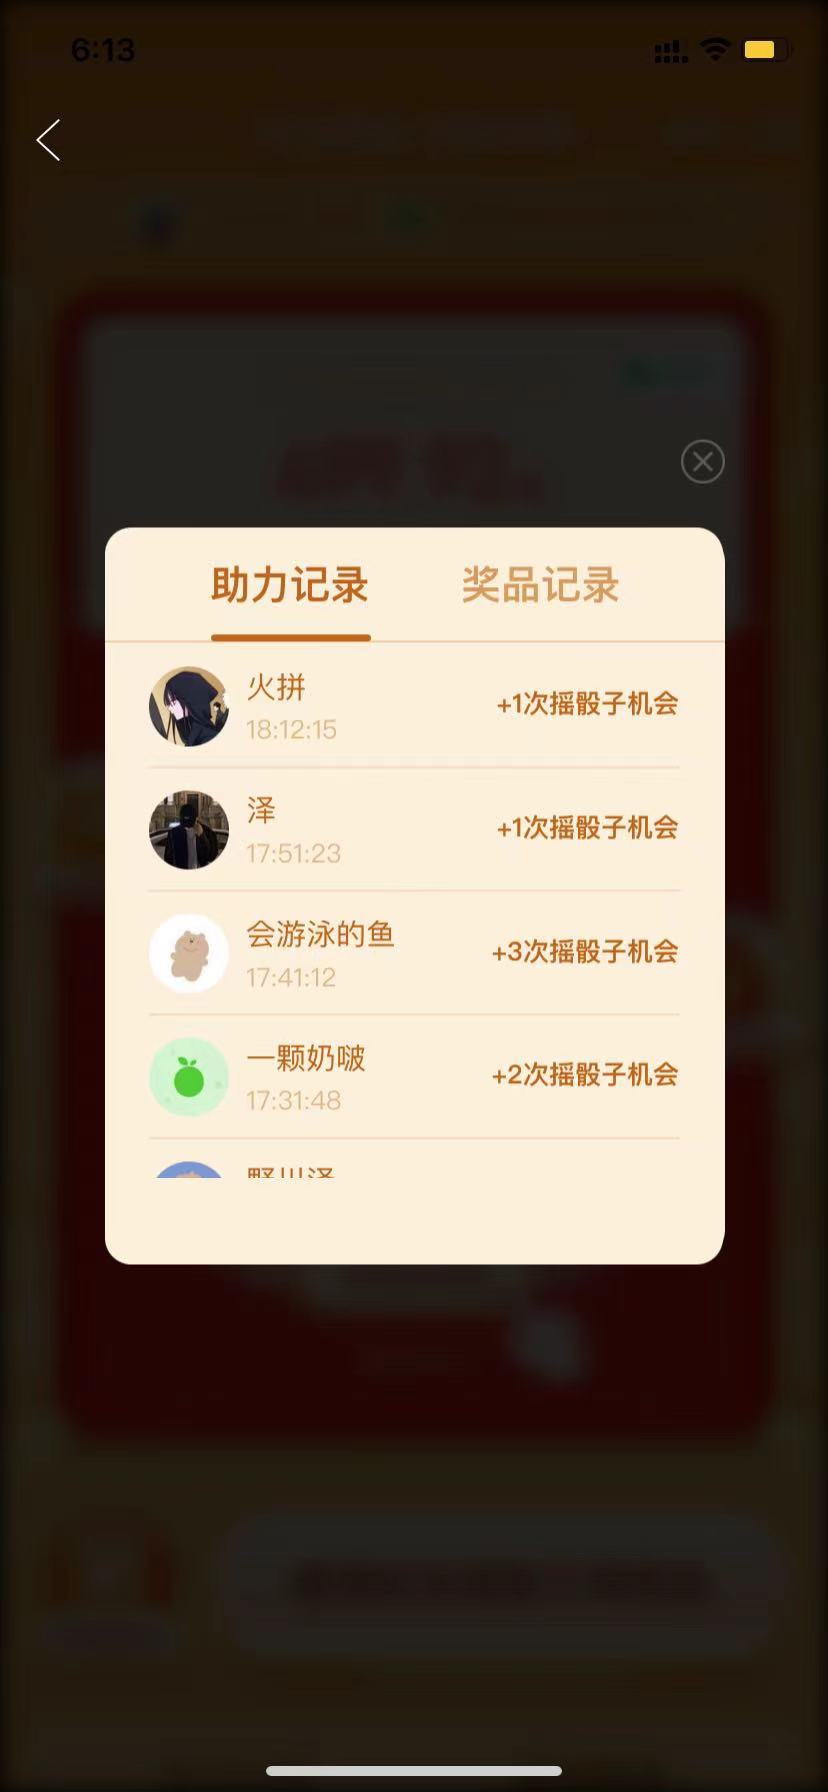 6:13
助力记录
奖品记录
火拼
18:12:15
+1次摇骰子机会
泽
17:51:23
+1次摇骰子机会
会游泳的鱼
17:41:12
+3次摇骰子机会
一颗奶啵
17:31:48
+2次摇骰子机会